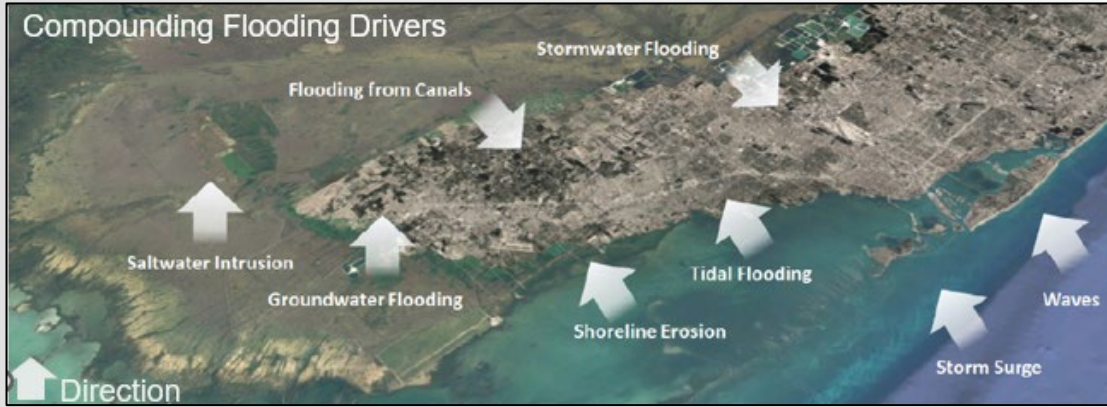 Compounding Flooding Drivers
Stormwater Flooding
Flooding from Canals
Saltwater Intrusion
Groundwater Flooding
Tidal Flooding
Shoreline Erosion
Waves
Storm Surge
Direction